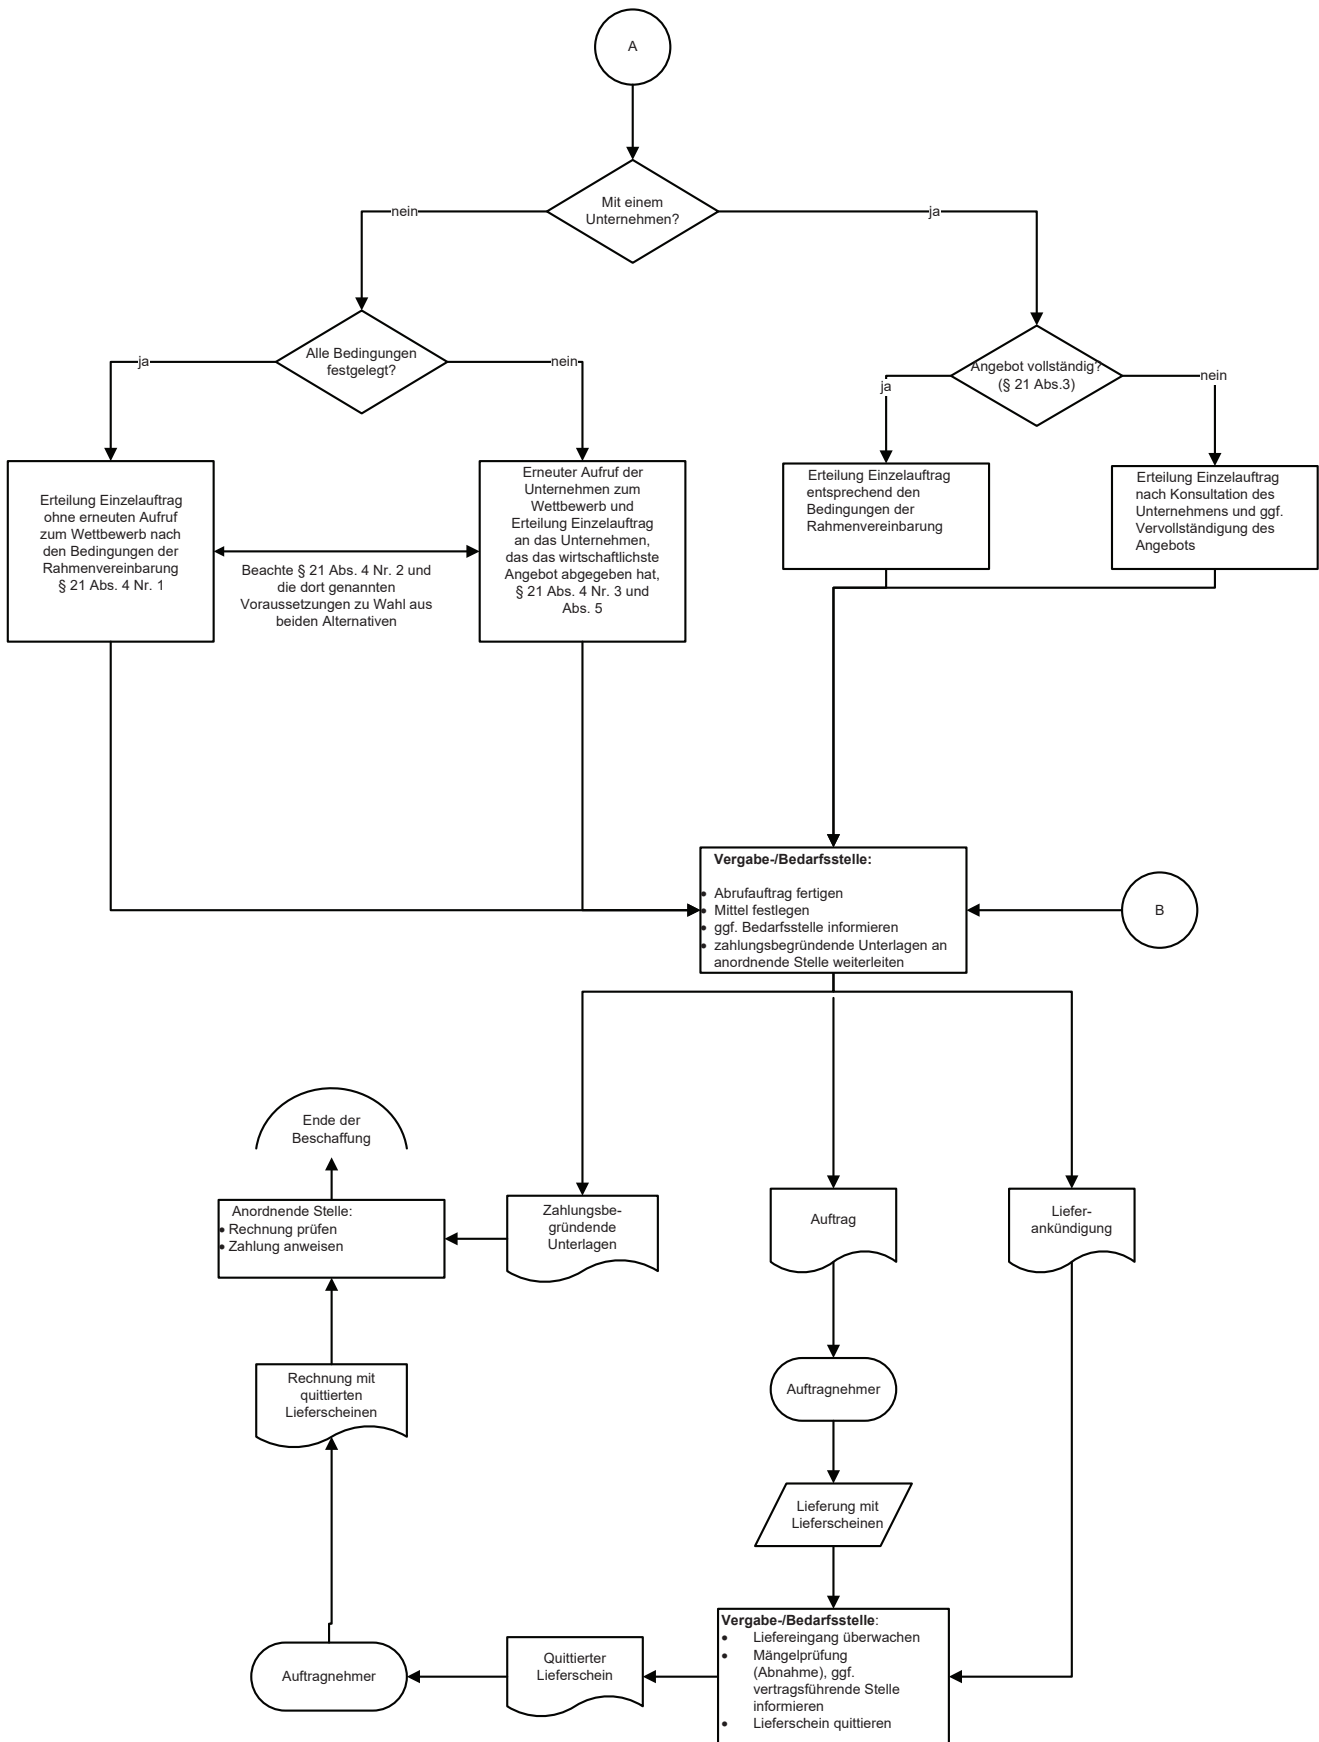 A
Mit einem
Unternehmen?
nein
ja
Alle Bedingungen
festgelegt?
ja
nein
Angebot vollständig?
(§ 21 Abs.3)
ja
nein
Erteilung Einzelauftrag
ohne erneuten Aufruf
zum Wettbewerb nach
den Bedingungen der
Rahmenvereinbarung
§ 21 Abs. 4 Nr. 1
Beachte § 21 Abs. 4 Nr. 2 und
die dort genannten
Voraussetzungen zu Wahl aus
beiden Alternativen
Erneuter Aufruf der
Unternehmen zum
Wettbewerb und
Erteilung Einzelauftrag
an das Unternehmen,
das das wirtschaftlichste
Angebot abgegeben hat,
§ 21 Abs. 4 Nr. 3 und
Abs. 5
Erteilung Einzelauftrag
entsprechend den
Bedingungen der
Rahmenvereinbarung
Erteilung Einzelauftrag
nach Konsultation des
Unternehmens und ggf.
Vervollständigung des
Angebots
Vergabe-/Bedarfsstelle:
• Abrufauftrag fertigen
• Mittel festlegen
• ggf. Bedarfsstelle informieren
• zahlungsbegründende Unterlagen an
anordnende Stelle weiterleiten
B
Ende der
Beschaffung
Anordnende Stelle:
• Rechnung prüfen
• Zahlung anweisen
Zahlungsbe-
gründende
Unterlagen
Auftrag
Liefer-
ankündigung
Rechnung mit
quittierten
Lieferscheinen
Auftragnehmer
Lieferung mit
Lieferscheinen
Vergabe-/Bedarfsstelle:
• Liefereingang überwachen
• Mängelprüfung
(Abnahme), ggf.
vertragsführende Stelle
informieren
• Lieferschein quittieren
Quittierter
Lieferschein
Auftragnehmer